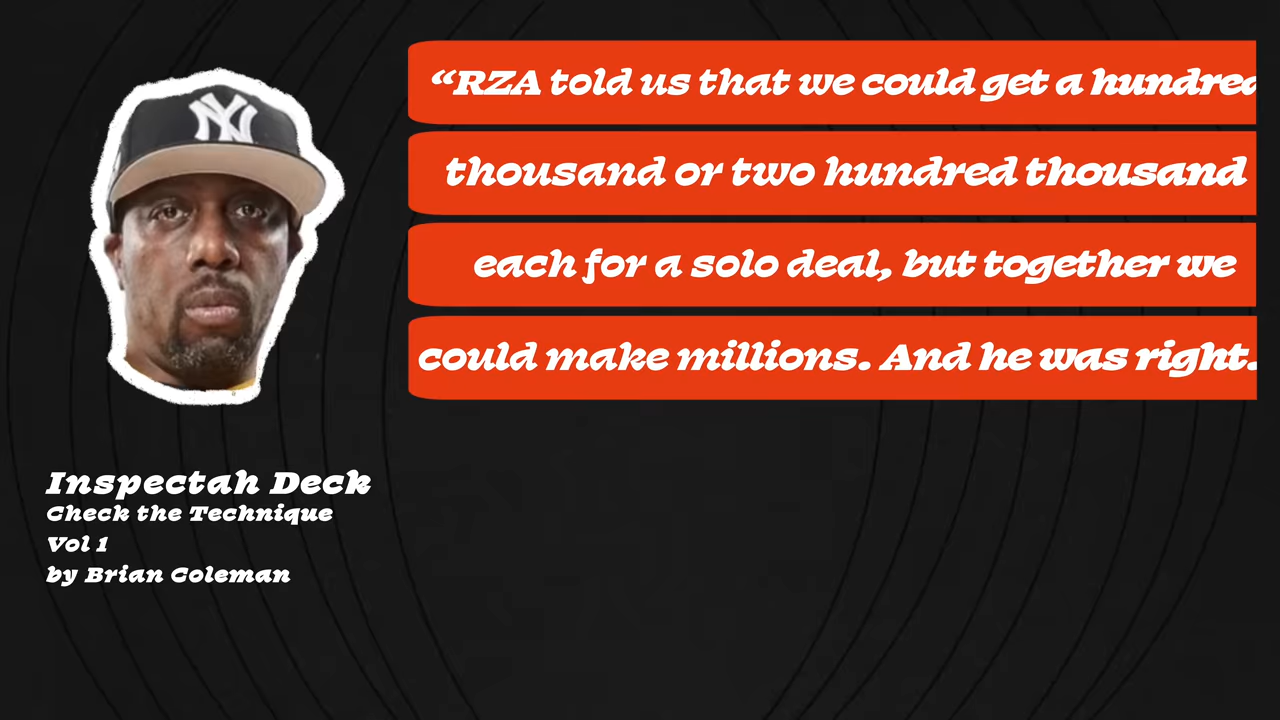 “RZA told us that we could get a hundred
thousand or two hundred thousand
each for a solo deal, but together we
could make millions. And he was right.
NY
Inspectah Deck
Check the Technique
Vol 1
by Brian Coleman